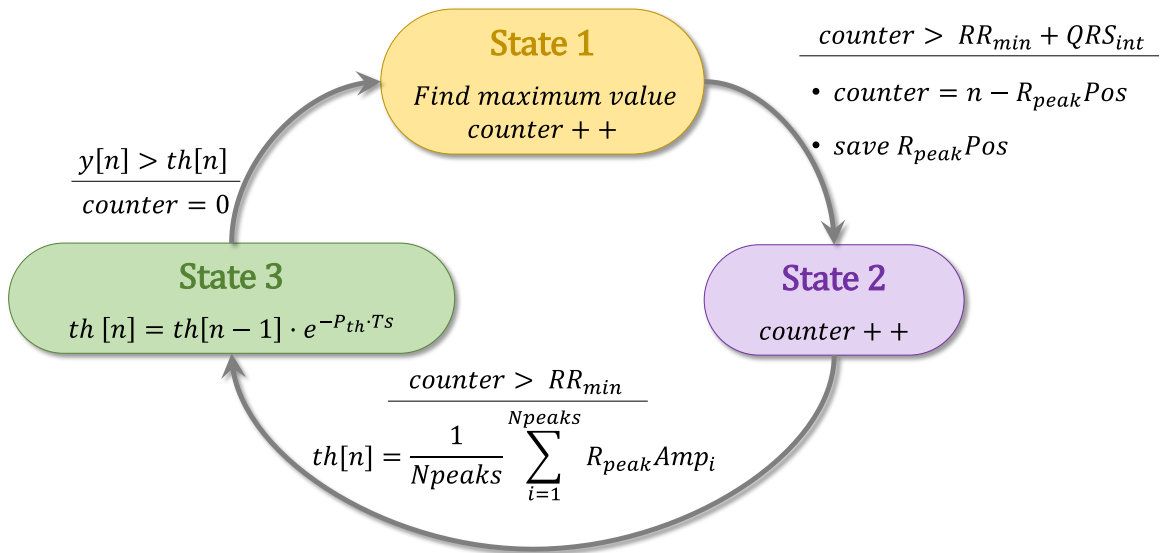 State 1
Find maximum value
counter + +
counter > RR_min + QRS_int
• counter = n − R_peak Pos
• save R_peak Pos
State 2
counter + +
counter > RR_min
th[n] = 1/Npeaks ∑_{i=1}^{Npeaks} R_peak Amp_i
State 3
th [n] = th[n − 1] · e^{−P_th·Ts}
y[n] > th[n]
counter = 0